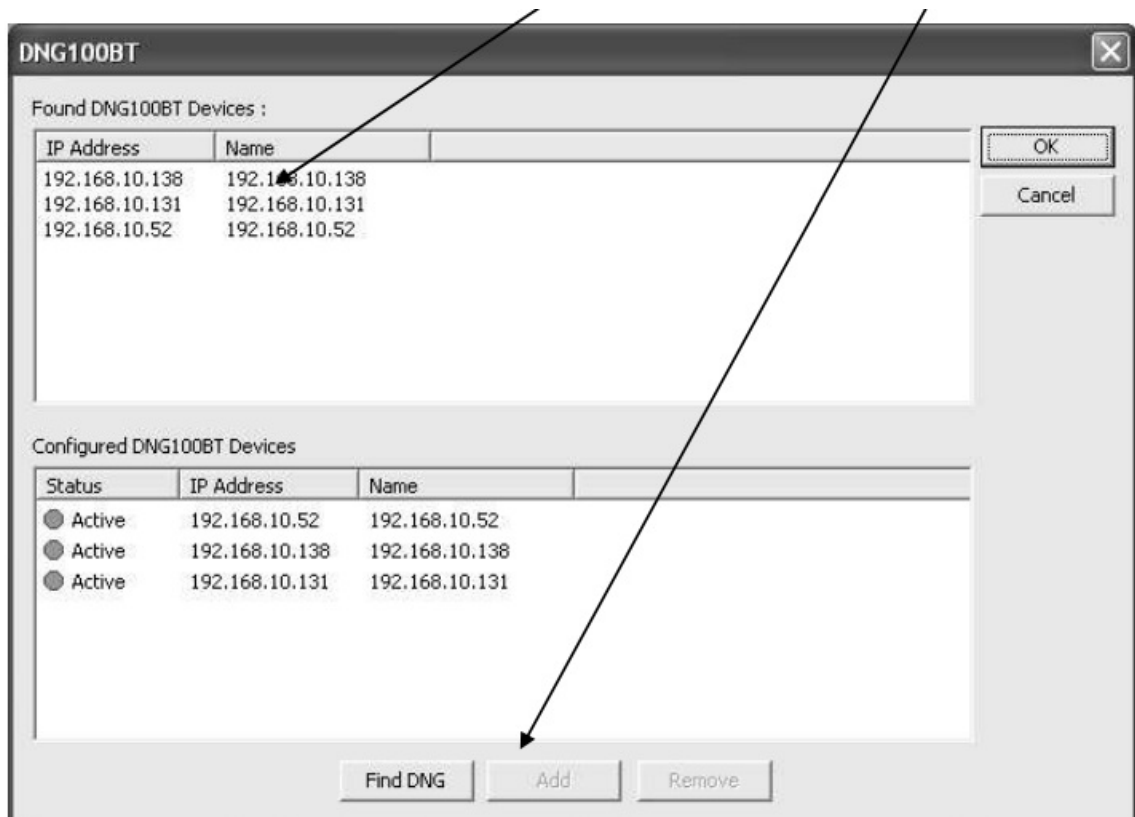 DNG100BT
Found DNG100BT Devices :
OK
IP Address Name
192.168.10.138 192.168.10.138
Cancel
192.168.10.131 192.168.10.131
192.168.10.52 192.168.10.52
Configured DNG100BT Devices
Status IP Address Name
Active 192.168.10.52 192.168.10.52
Active 192.168.10.138 192.168.10.138
Active 192.168.10.131 192.168.10.131
Find DNG Add Remove